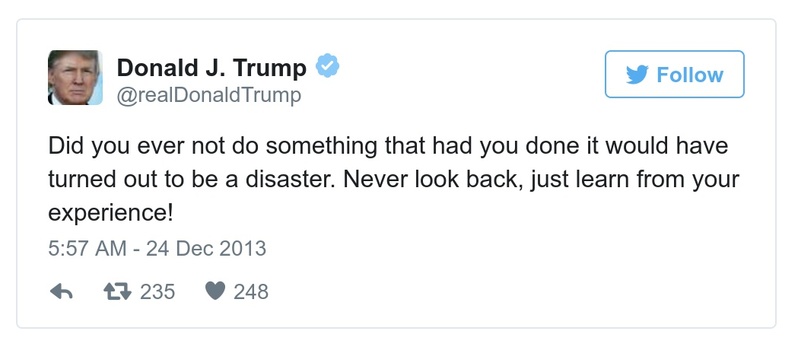 Donald J. Trump
@realDonaldTrump
Follow
Did you ever not do something that had you done it would have
turned out to be a disaster. Never look back, just learn from your
experience!
5:57 AM - 24 Dec 2013
235 248